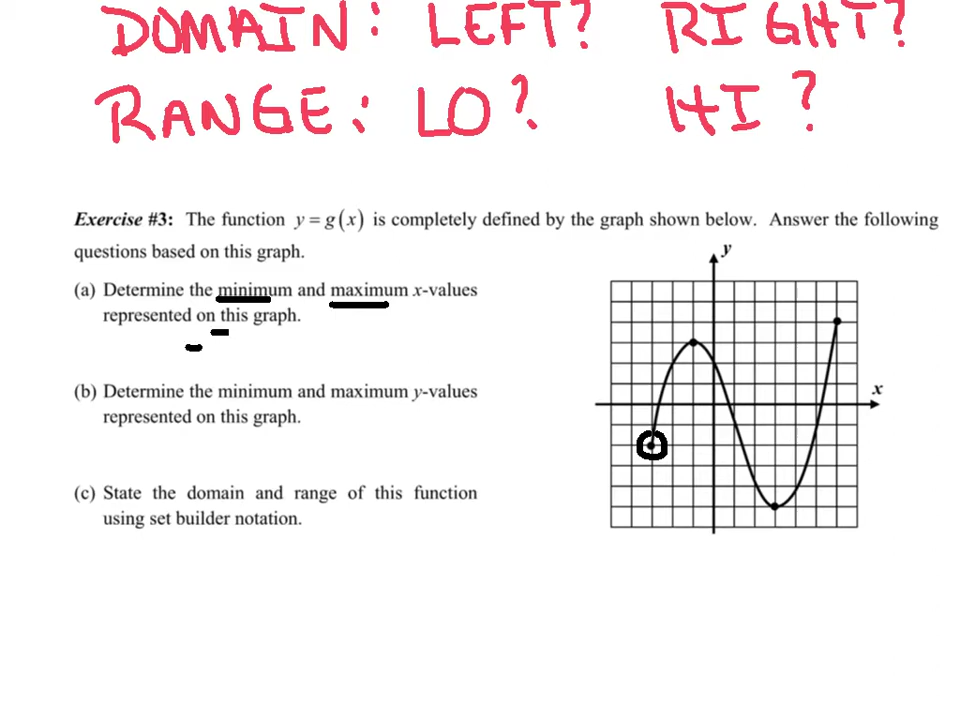 DOMAIN: LEFT? RIGHT?
RANGE: LO? HI?
Exercise #3: The function y = g(x) is completely defined by the graph shown below. Answer the following
questions based on this graph.
y
(a) Determine the minimum and maximum x-values
represented on this graph.
x
(b) Determine the minimum and maximum y-values
represented on this graph.
(c) State the domain and range of this function
using set builder notation.